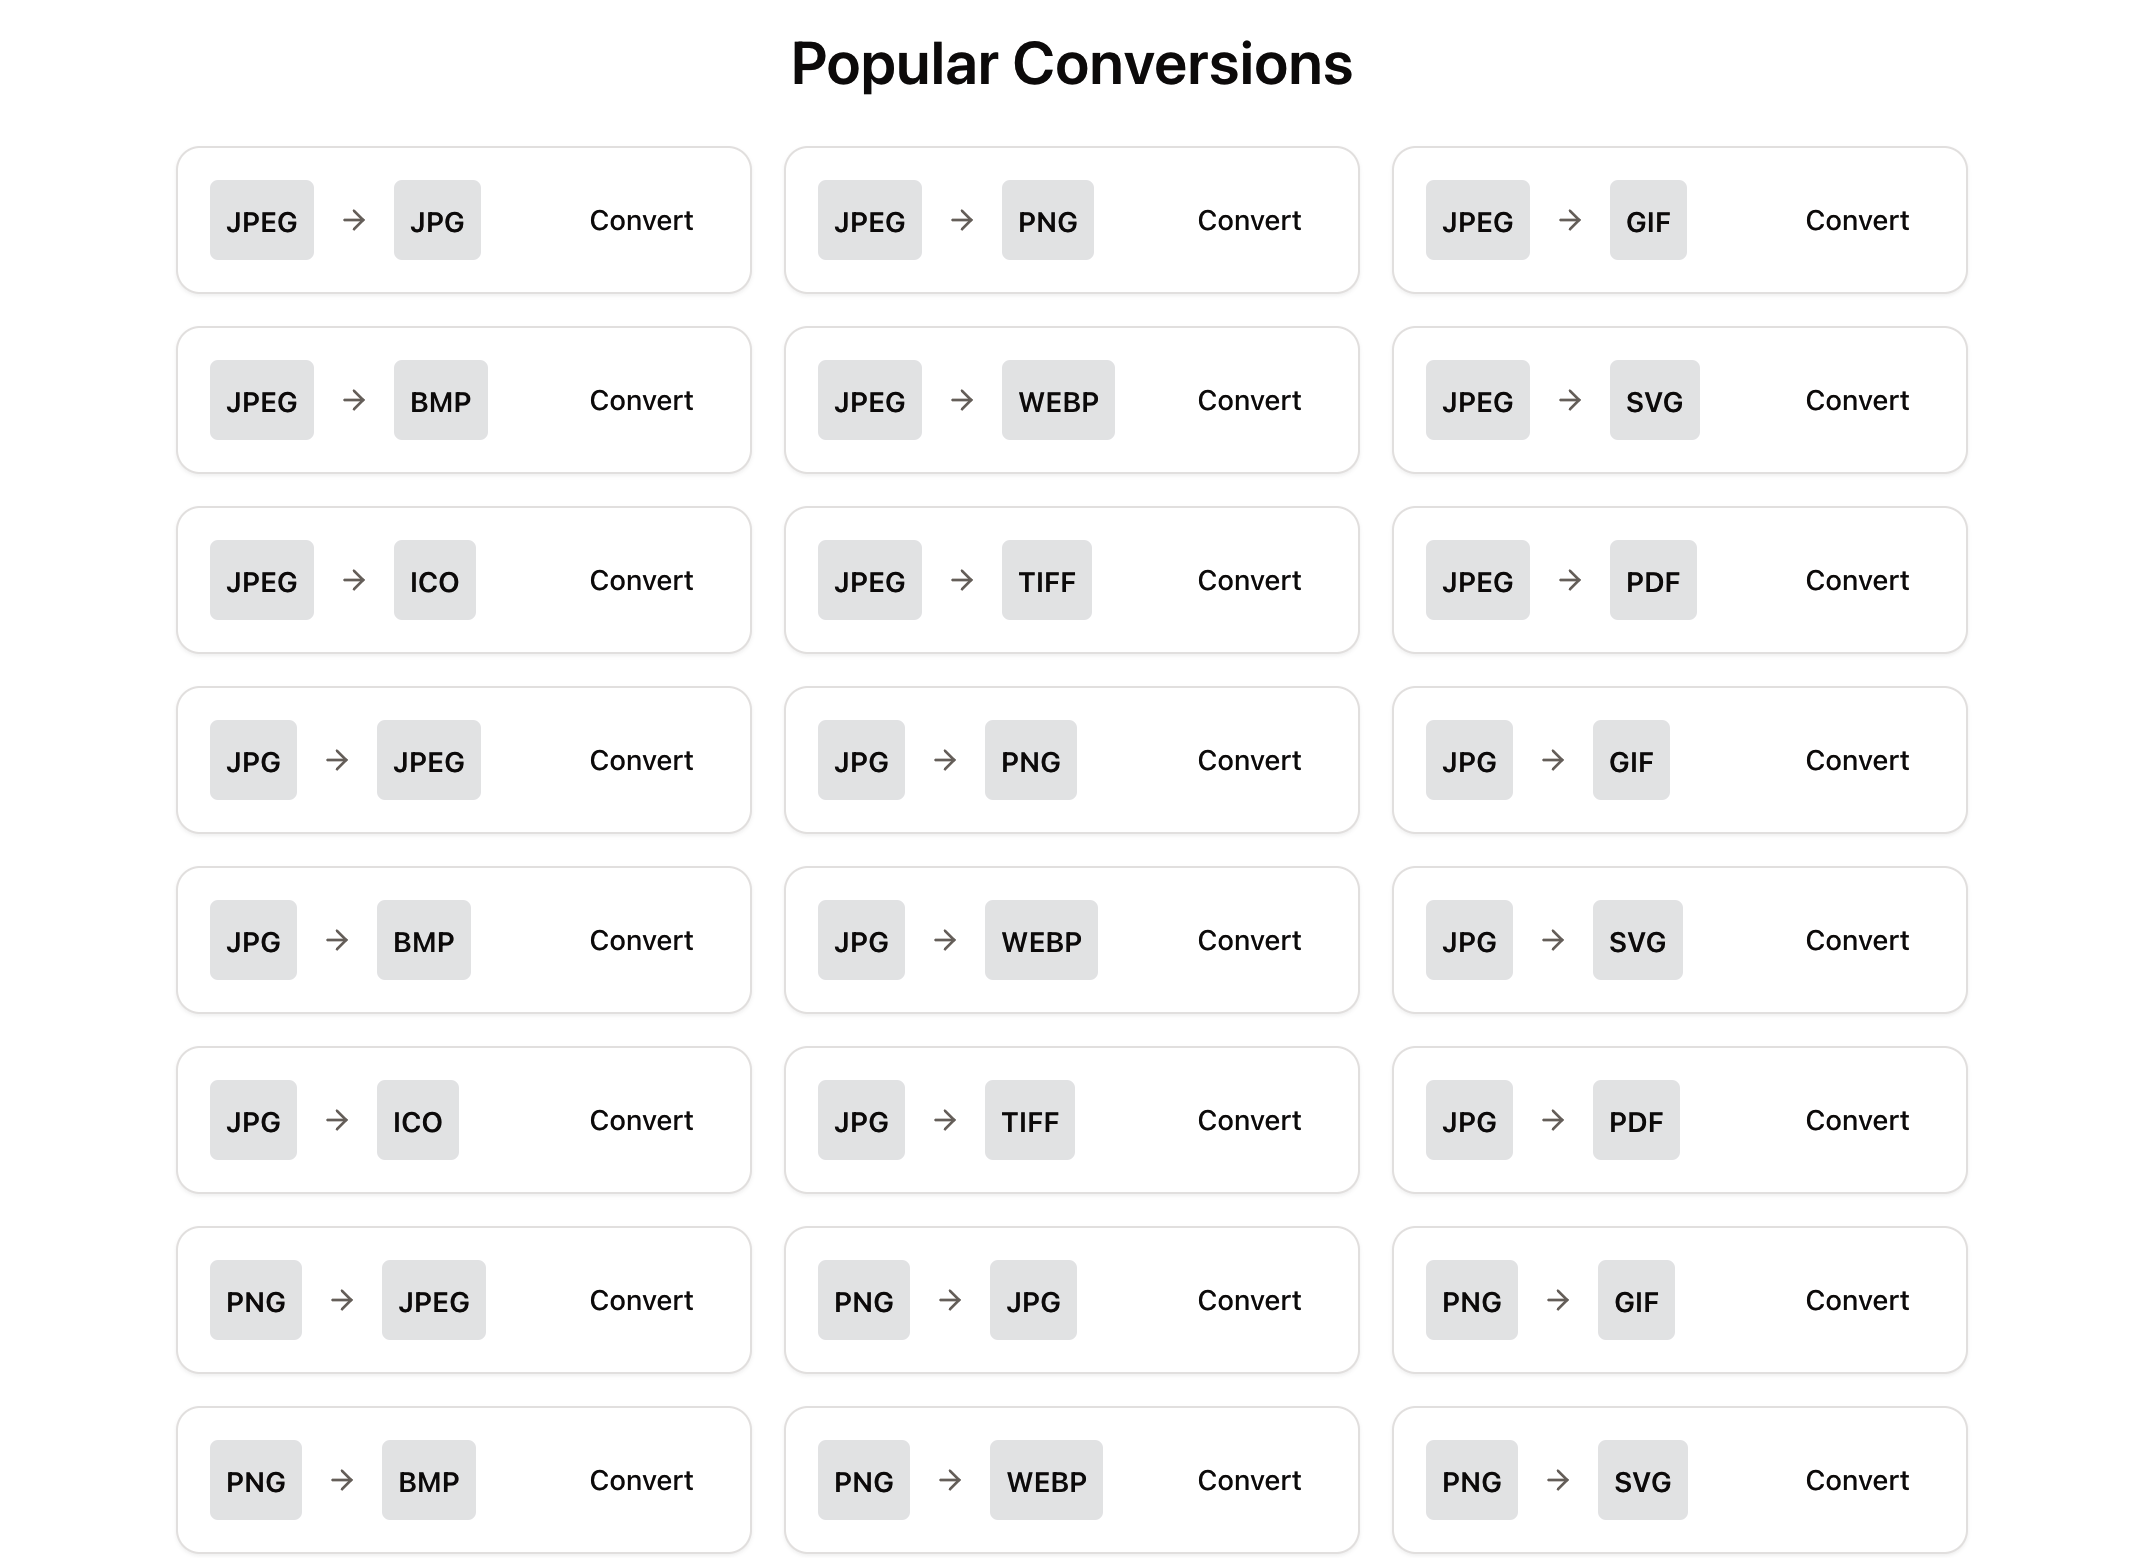 Popular Conversions
JPEG → JPG Convert
JPEG → PNG Convert
JPEG → GIF Convert
JPEG → BMP Convert
JPEG → WEBP Convert
JPEG → SVG Convert
JPEG → ICO Convert
JPEG → TIFF Convert
JPEG → PDF Convert
JPG → JPEG Convert
JPG → PNG Convert
JPG → GIF Convert
JPG → BMP Convert
JPG → WEBP Convert
JPG → SVG Convert
JPG → ICO Convert
JPG → TIFF Convert
JPG → PDF Convert
PNG → JPEG Convert
PNG → JPG Convert
PNG → GIF Convert
PNG → BMP Convert
PNG → WEBP Convert
PNG → SVG Convert